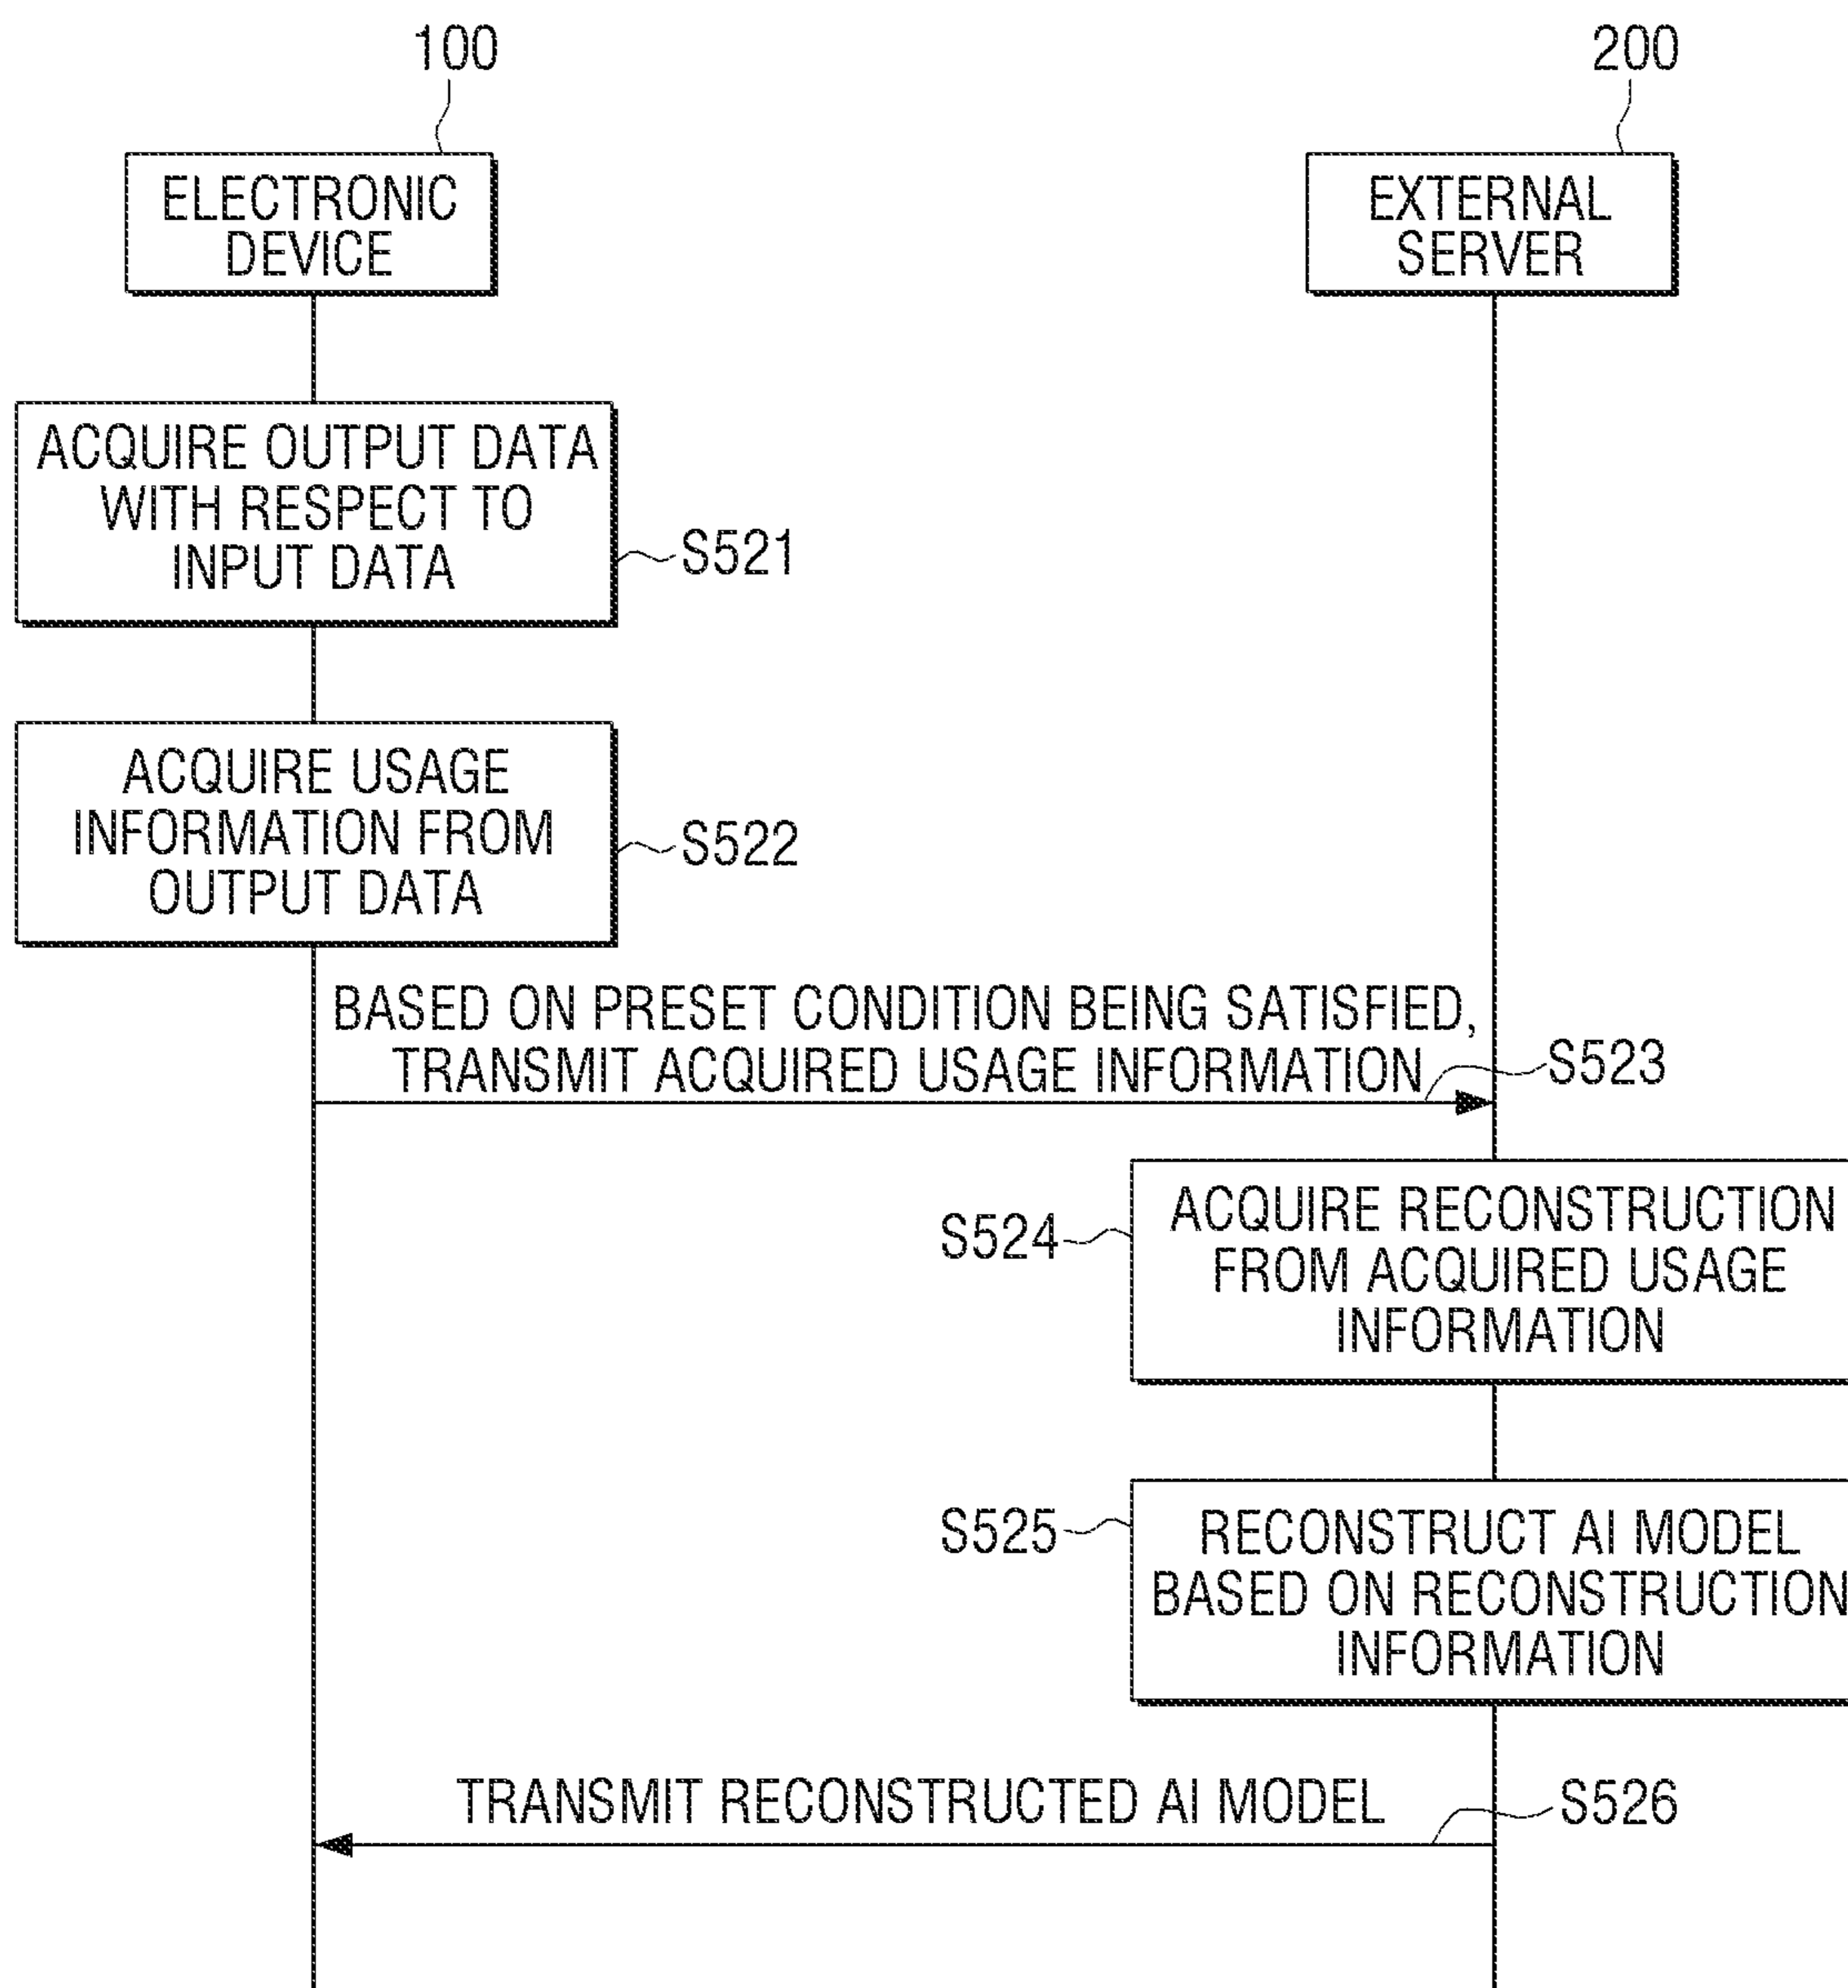 100
200
ELECTRONIC
DEVICE
EXTERNAL
SERVER
ACQUIRE OUTPUT DATA
WITH RESPECT TO
INPUT DATA
S521
ACQUIRE USAGE
INFORMATION FROM
OUTPUT DATA
S522
BASED ON PRESET CONDITION BEING SATISFIED,
TRANSMIT ACQUIRED USAGE INFORMATION
S523
S524
ACQUIRE RECONSTRUCTION
FROM ACQUIRED USAGE
INFORMATION
S525
RECONSTRUCT AI MODEL
BASED ON RECONSTRUCTION
INFORMATION
TRANSMIT RECONSTRUCTED AI MODEL
S526